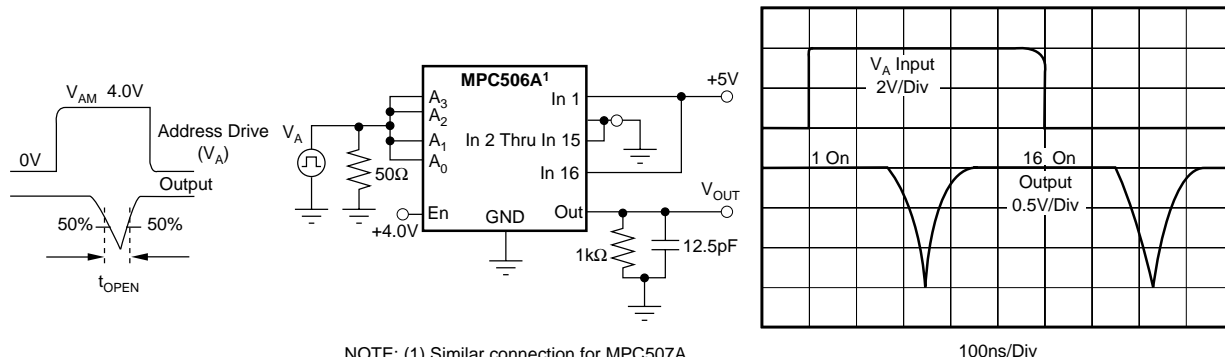 V_AM 4.0V
0V
Address Drive
(V_A)
Output
50% 50%
t_OPEN
V_A
50Ω
MPC506A¹
A₃
A₂
A₁
A₀
En
+4.0V
GND
In 1
In 2 Thru In 15
In 16
Out
+5V
V_OUT
1kΩ
12.5pF
NOTE: (1) Similar connection for MPC507A
V_A Input
2V/Div
1 On
16 On
Output
0.5V/Div
100ns/Div